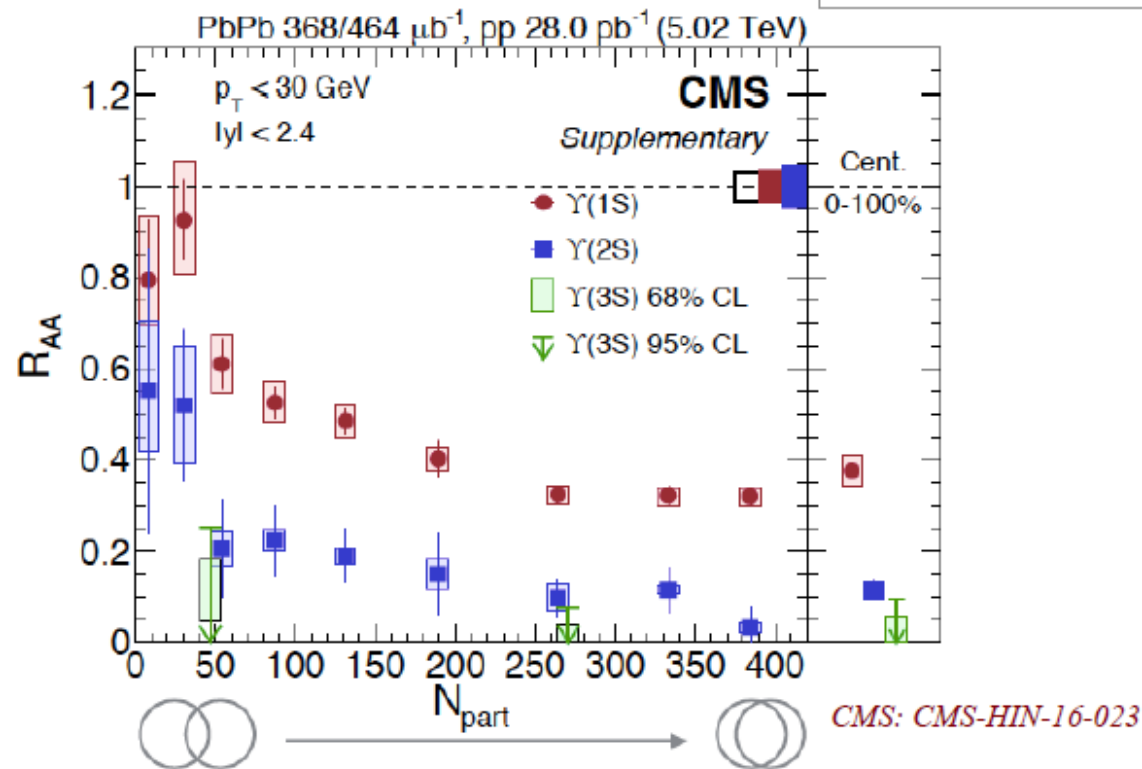 PbPb 368/464 μb⁻¹, pp 28.0 pb⁻¹ (5.02 TeV)
p_T < 30 GeV
|y| < 2.4
CMS
Supplementary
Cent.
0-100%
ϒ(1S)
ϒ(2S)
ϒ(3S) 68% CL
ϒ(3S) 95% CL
R_AA
1.2
1
0.8
0.6
0.4
0.2
0
0 50 100 150 200 250 300 350 400
N_part
CMS: CMS-HIN-16-023